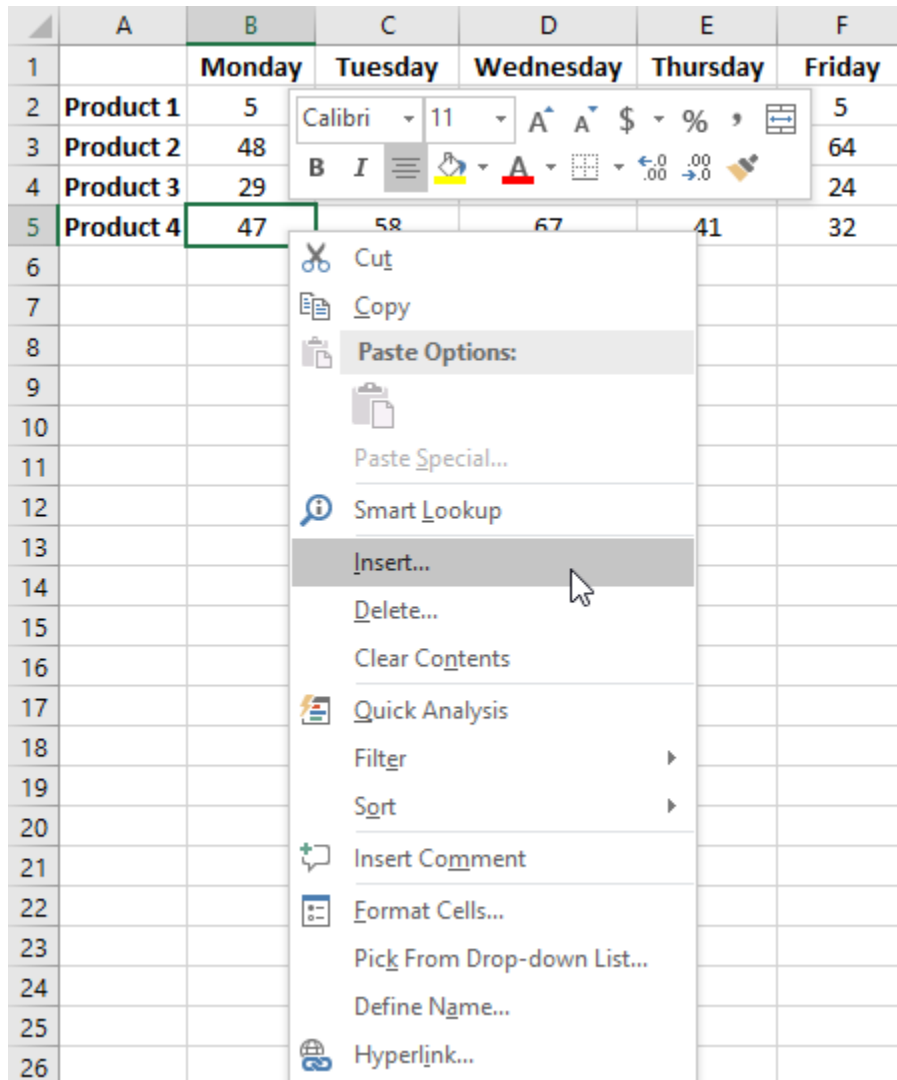 A B C D E F
1 Monday Tuesday Wednesday Thursday Friday
2 Product 1 5 5
3 Product 2 48 64
4 Product 3 29 24
5 Product 4 47 58 67 41 32
Calibri 11 A A $ % ,
B I A .00 .0 .00 .0
6
7
8
9
10
11
12
13
14
15
16
17
18
19
20
21
22
23
24
25
26
Cut
Copy
Paste Options:
Paste Special...
Smart Lookup
Insert...
Delete...
Clear Contents
Quick Analysis
Filter
Sort
Insert Comment
Format Cells...
Pick From Drop-down List...
Define Name...
Hyperlink...